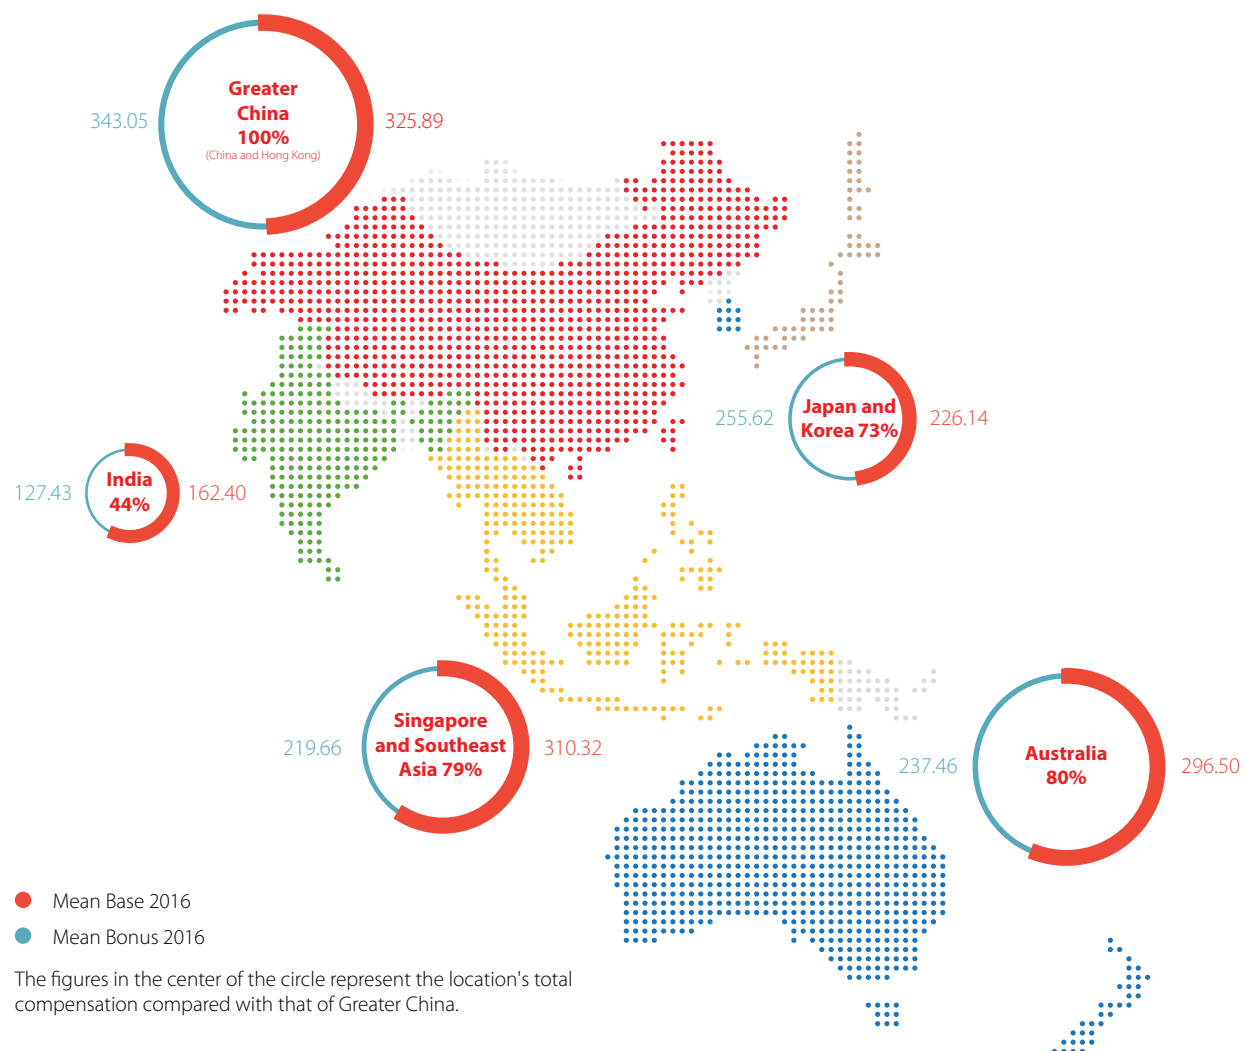 Greater
China
100%
(China and Hong Kong)
343.05
325.89
255.62
Japan and
Korea 73%
226.14
127.43
India
44%
162.40
219.66
Singapore
and Southeast
Asia 79%
310.32
237.46
Australia
80%
296.50
Mean Base 2016
Mean Bonus 2016
The figures in the center of the circle represent the location's total
compensation compared with that of Greater China.